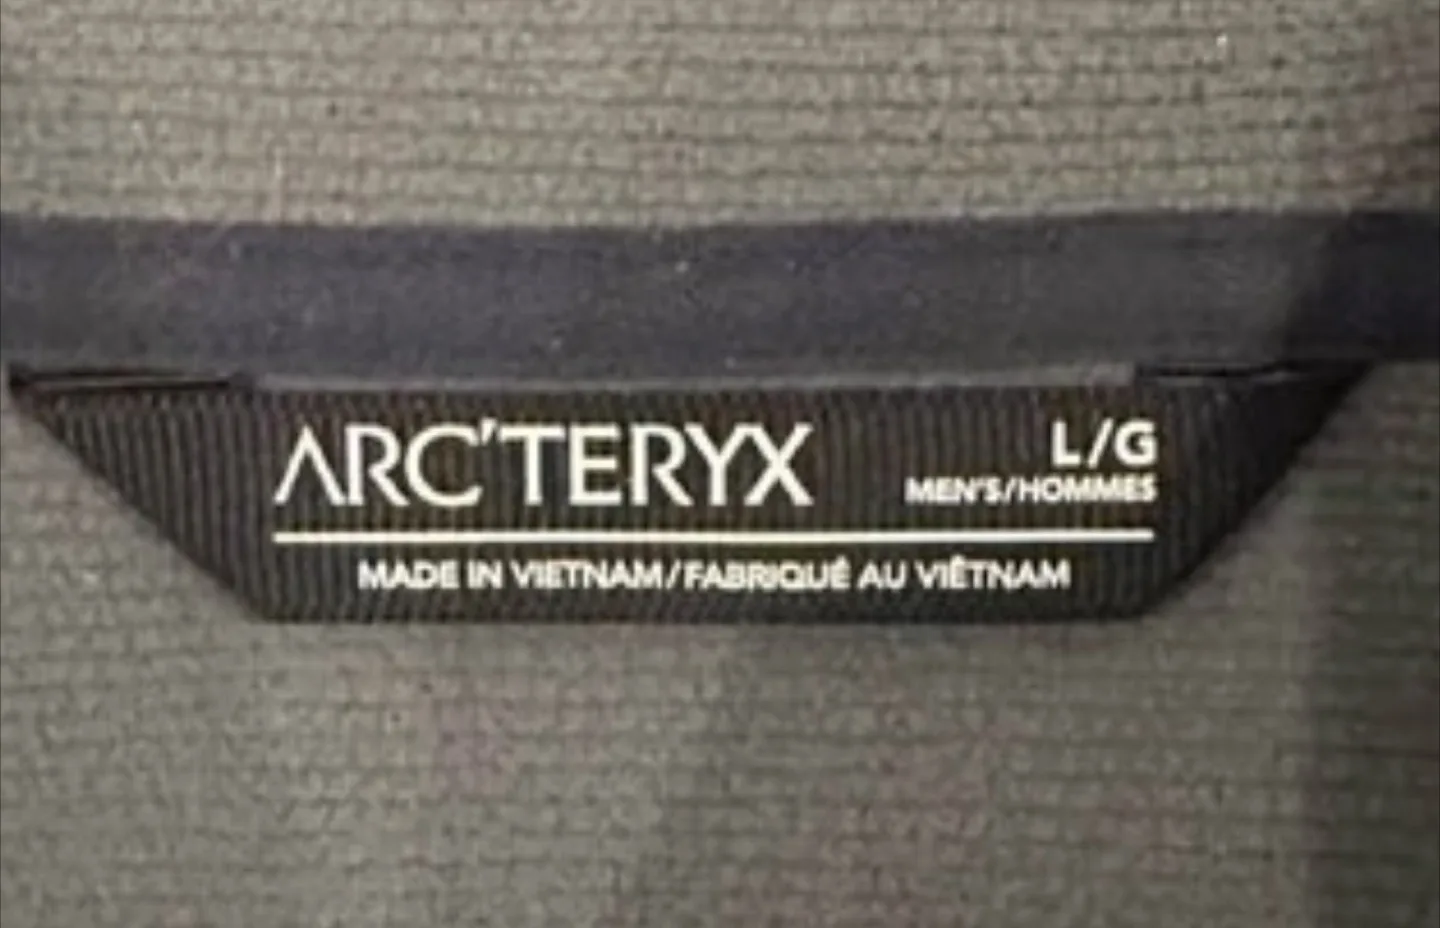 ARC'TERYX
L/G
MEN'S/HOMMES
MADE IN VIETNAM/FABRIQUÉ AU VIÊTNAM